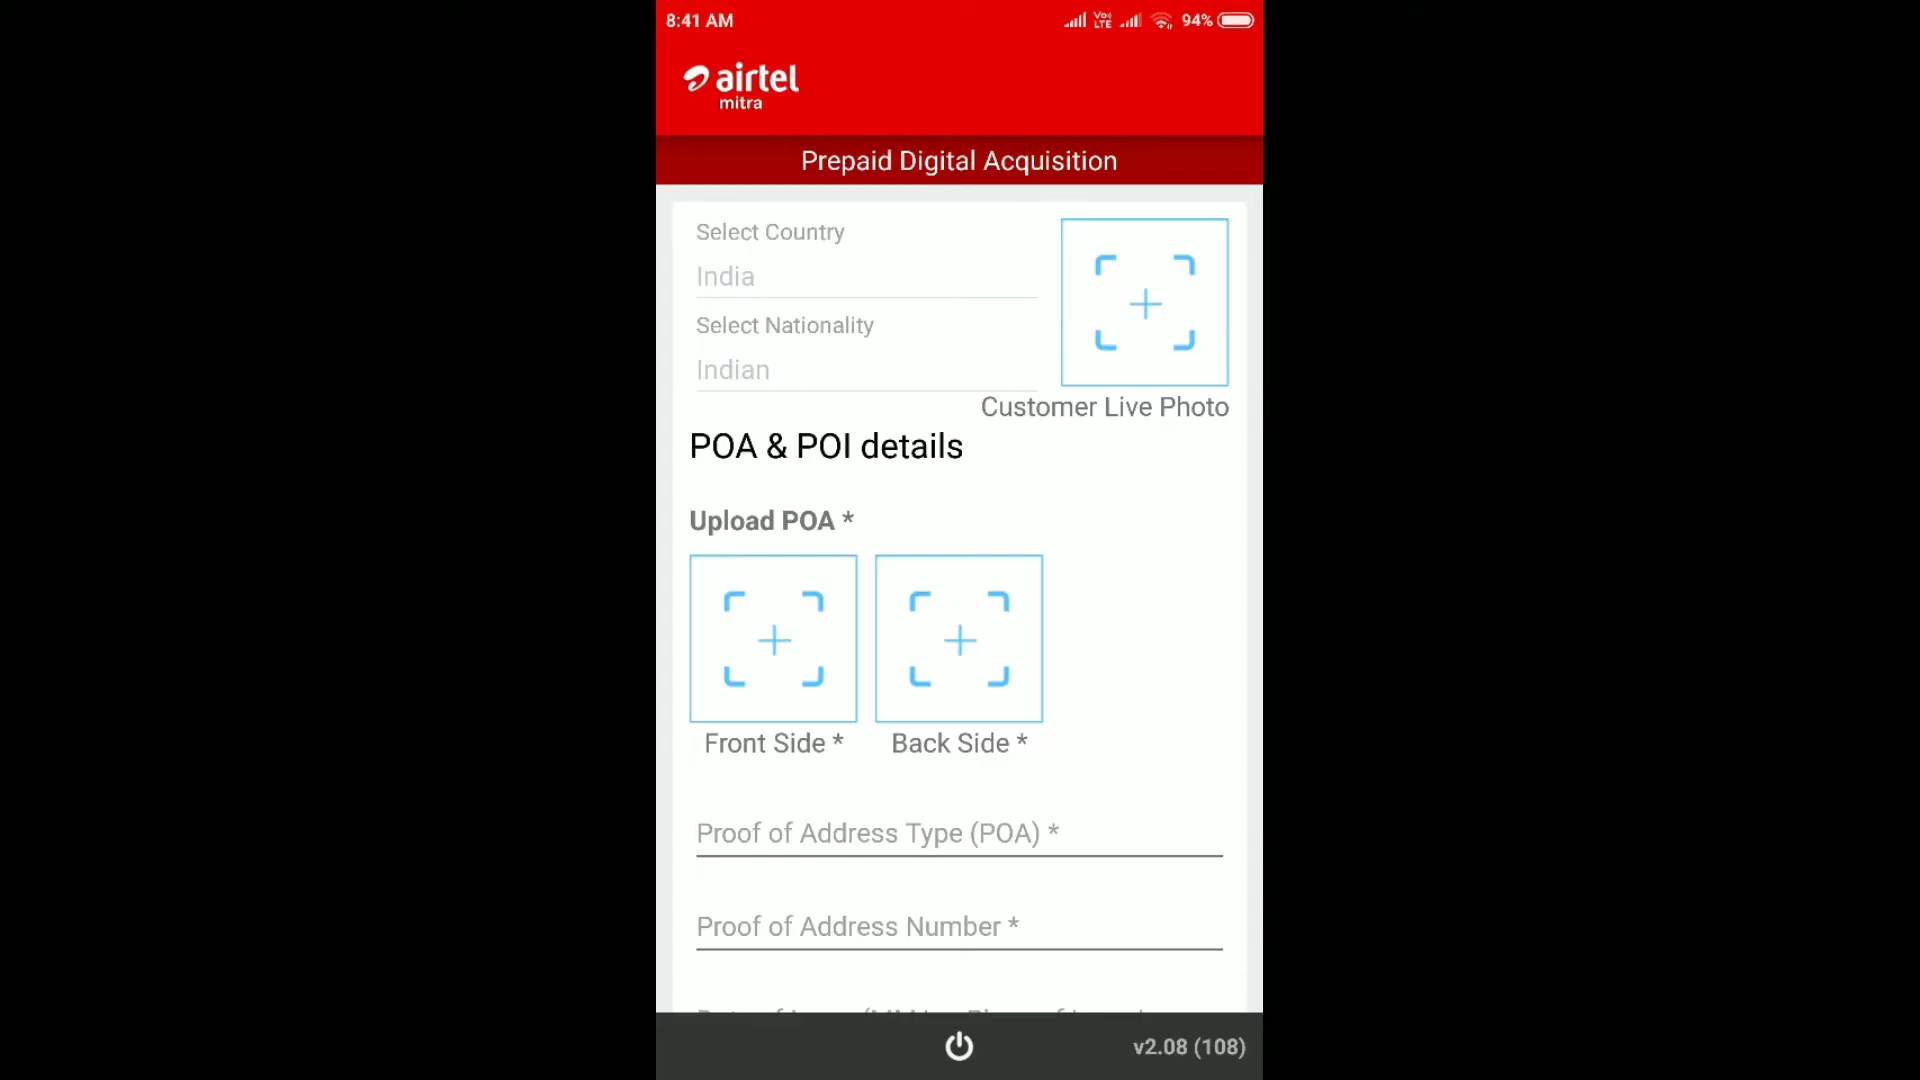 8:41 AM
Vo) LTE
94%
airtel
mitra
Prepaid Digital Acquisition
Select Country
India
Select Nationality
Indian
Customer Live Photo
POA & POI details
Upload POA *
Front Side *
Back Side *
Proof of Address Type (POA) *
Proof of Address Number *
v2.08 (108)